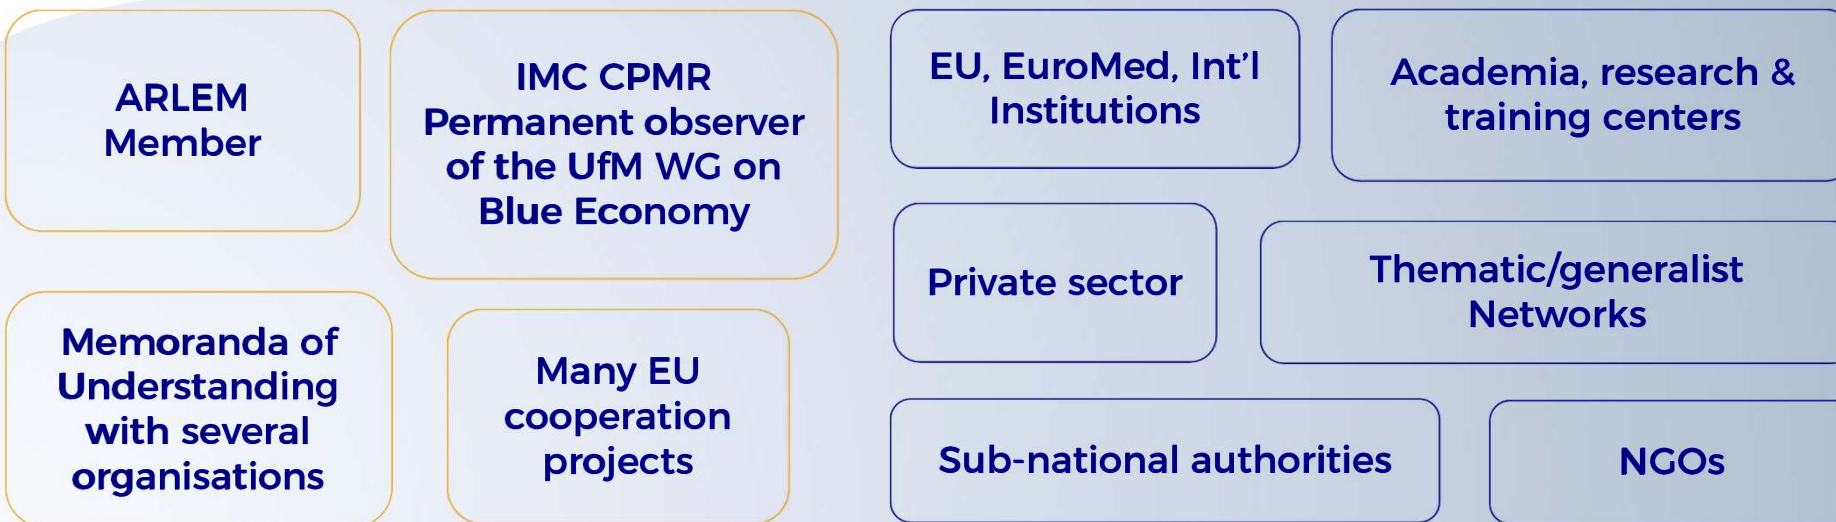 ARLEM
Member
IMC CPMR
Permanent observer
of the UfM WG on
Blue Economy
Memoranda of
Understanding
with several
organisations
Many EU
cooperation
projects
EU, EuroMed, Int'l
Institutions
Academia, research &
training centers
Private sector
Thematic/generalist
Networks
Sub-national authorities
NGOs